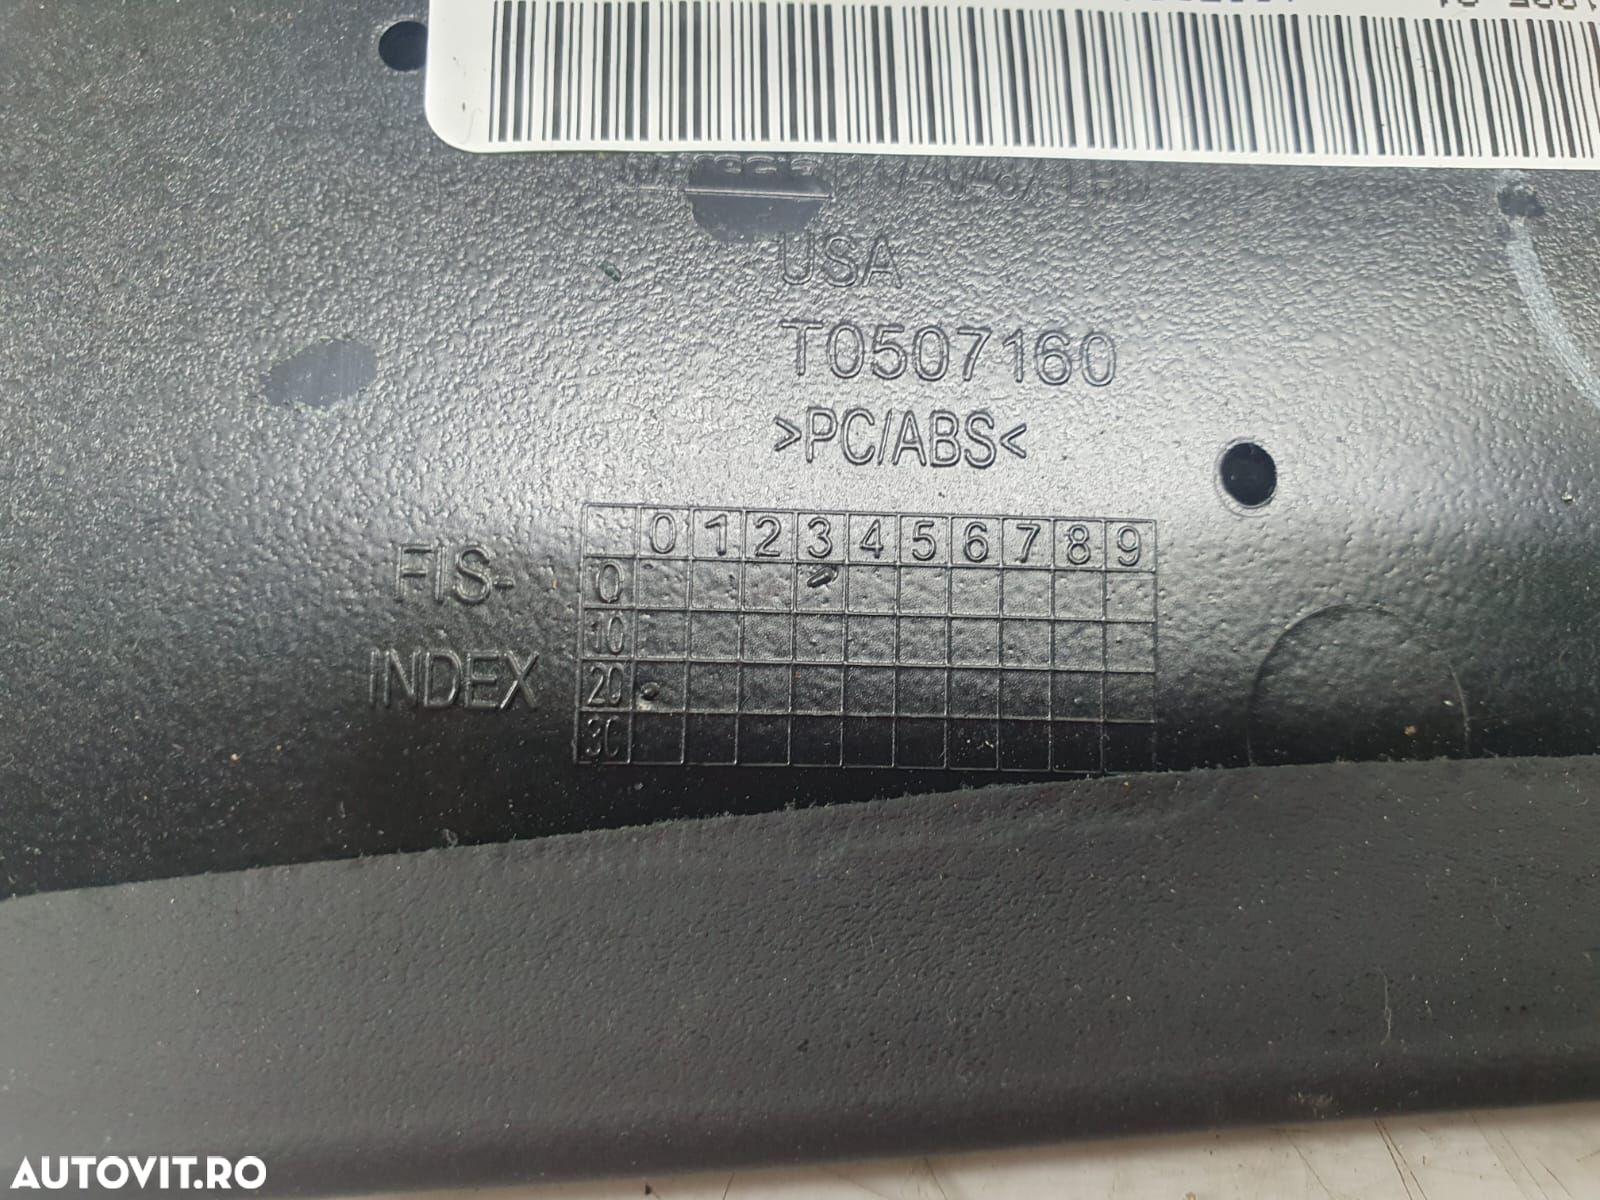 USA
T0507160
>PC/ABS<
0 1 2 3 4 5 6 7 8 9
FIS- 0
10
INDEX 20
30
AUTOVIT.RO